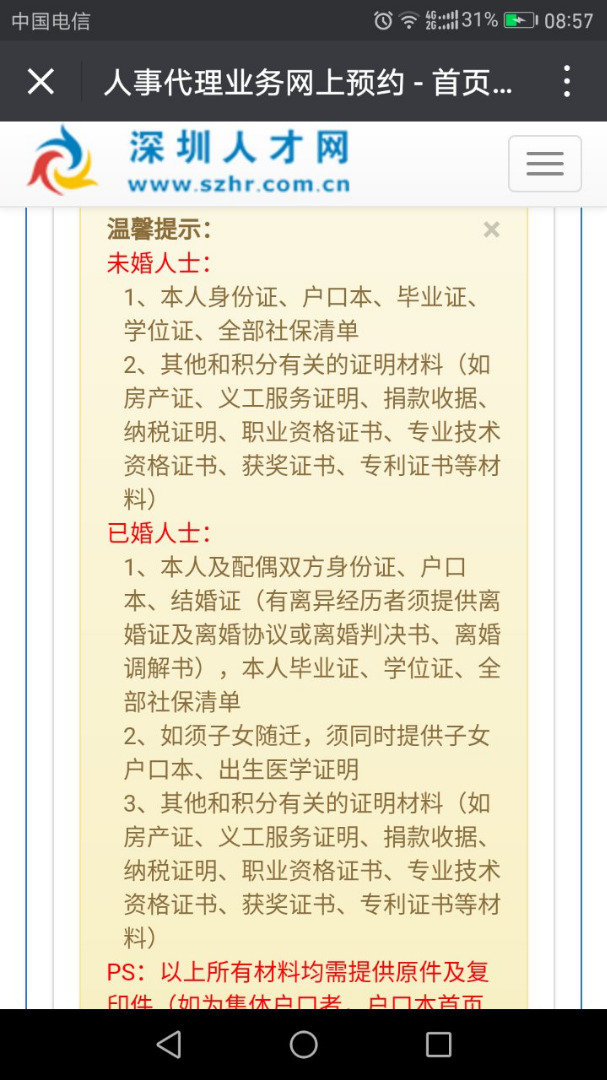 中国电信 4G 2G 31% 08:57
人事代理业务网上预约 - 首页...
深圳人才网
www.szhr.com.cn
温馨提示：
未婚人士：
1、本人身份证、户口本、毕业证、
学位证、全部社保清单
2、其他和积分有关的证明材料（如
房产证、义工服务证明、捐款收据、
纳税证明、职业资格证书、专业技术
资格证书、获奖证书、专利证书等材
料）
已婚人士：
1、本人及配偶双方身份证、户口
本、结婚证（有离异经历者须提供离
婚证及离婚协议或离婚判决书、离婚
调解书），本人毕业证、学位证、全
部社保清单
2、如须子女随迁，须同时提供子女
户口本、出生医学证明
3、其他和积分有关的证明材料（如
房产证、义工服务证明、捐款收据、
纳税证明、职业资格证书、专业技术
资格证书、获奖证书、专利证书等材
料）
PS：以上所有材料均需提供原件及复
印件（如为集体户口者，户口本首页